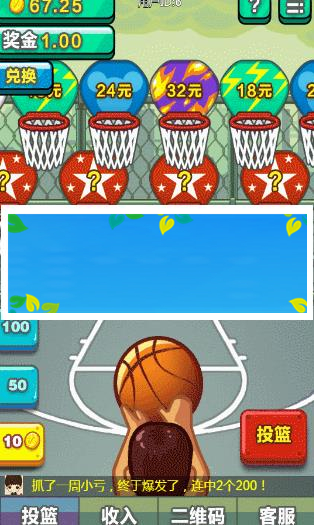 67.25
?
奖金1.00
兑换
24元
32元
18元
2
?
?
?
?
100
50
10
投篮
抓了一周小亏，终于爆发了，连中2个200！
投篮
收入
二维码
客服